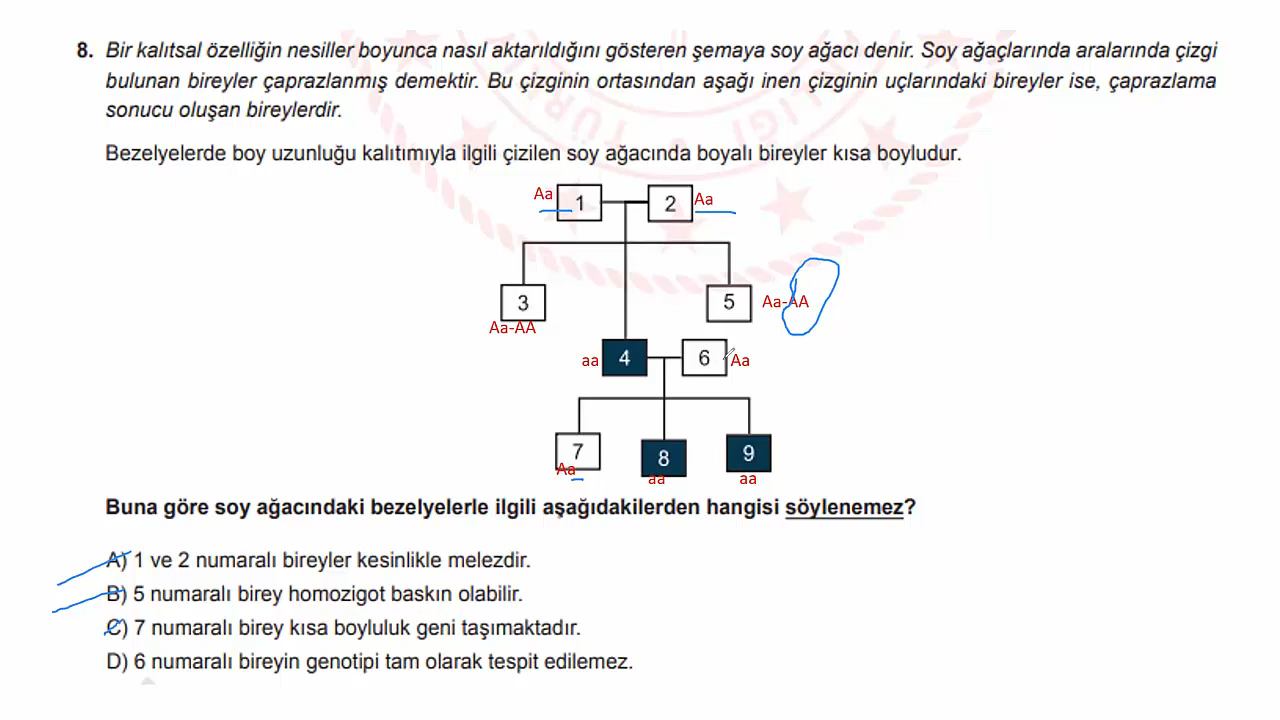 8. Bir kalıtsal özelliğin nesiller boyunca nasıl aktarıldığını gösteren şemaya soy ağacı denir. Soy ağaçlarında aralarında çizgi
bulunan bireyler çaprazlanmış demektir. Bu çizginin ortasından aşağı inen çizginin uçlarındaki bireyler ise, çaprazlama
sonucu oluşan bireylerdir.
Bezelyelerde boy uzunluğu kalıtımıyla ilgili çizilen soy ağacında boyalı bireyler kısa boyludur.
Aa 1 2 Aa
3 5 Aa-AA
Aa-AA
aa 4 6 Aa
7 8 9
Aa aa aa
Buna göre soy ağacındaki bezelyelerle ilgili aşağıdakilerden hangisi söylenemez?
A) 1 ve 2 numaralı bireyler kesinlikle melezdir.
B) 5 numaralı birey homozigot baskın olabilir.
C) 7 numaralı birey kısa boyluluk geni taşımaktadır.
D) 6 numaralı bireyin genotipi tam olarak tespit edilemez.